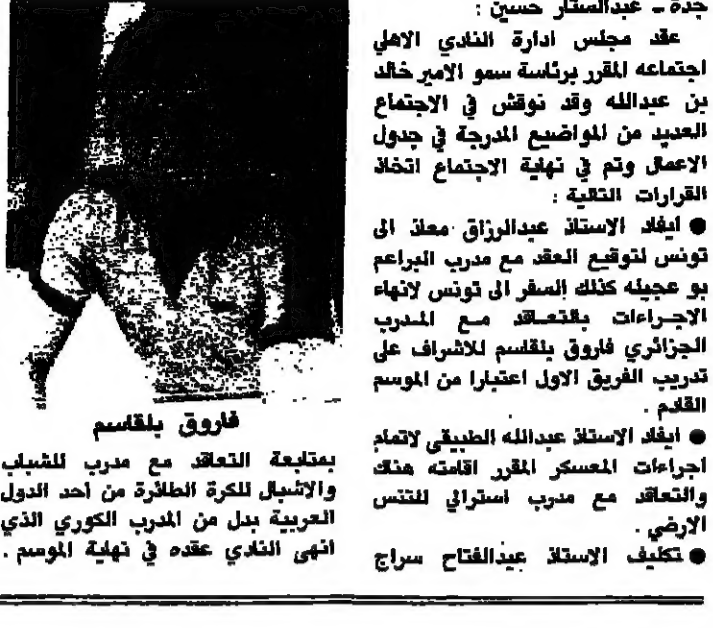 جدة - عبدالستار حسين :
عقد مجلس ادارة النادي الاهلي
اجتماعه المقرر برئاسة سمو الامير خالد
بن عبدالله وقد نوقش في الاجتماع
العديد من المواضيع المدرجة في جدول
الاعمال وتم في نهاية الاجتماع اتخاذ
القرارات التالية :
● ايفاد الاستاذ عبدالرزاق معاذ الى
تونس لتوقيع العقد مع مدرب البراعم
بو عجيله كذلك السفر الى تونس لانهاء
الاجراءات بالتعاقد مع المدرب
الجزائري فاروق بلقاسم للاشراف على
تدريب الفريق الاول اعتبارا من الموسم
القادم .
● ايفاد الاستاذ عبدالله الطبيقي لاتمام
اجراءات المعسكر المقرر اقامته هناك
والتعاقد مع مدرب استرالي للتنس
الارضي .
● تكليف الاستاذ عبدالفتاح سراج
فاروق بلقاسم
بمتابعة التعاقد مع مدرب للشباب
والاشبال للكرة الطائرة من أحد الدول
العربية بدل من المدرب الكوري الذي
انهى النادي عقده في نهاية الموسم .